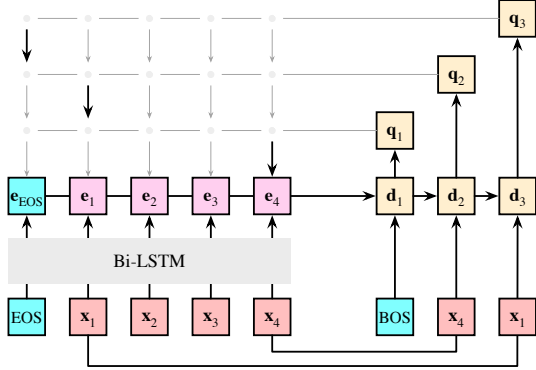 q₃
q₂
q₁
e_EOS e₁ e₂ e₃ e₄ d₁ d₂ d₃
Bi-LSTM
EOS x₁ x₂ x₃ x₄ BOS x₄ x₁